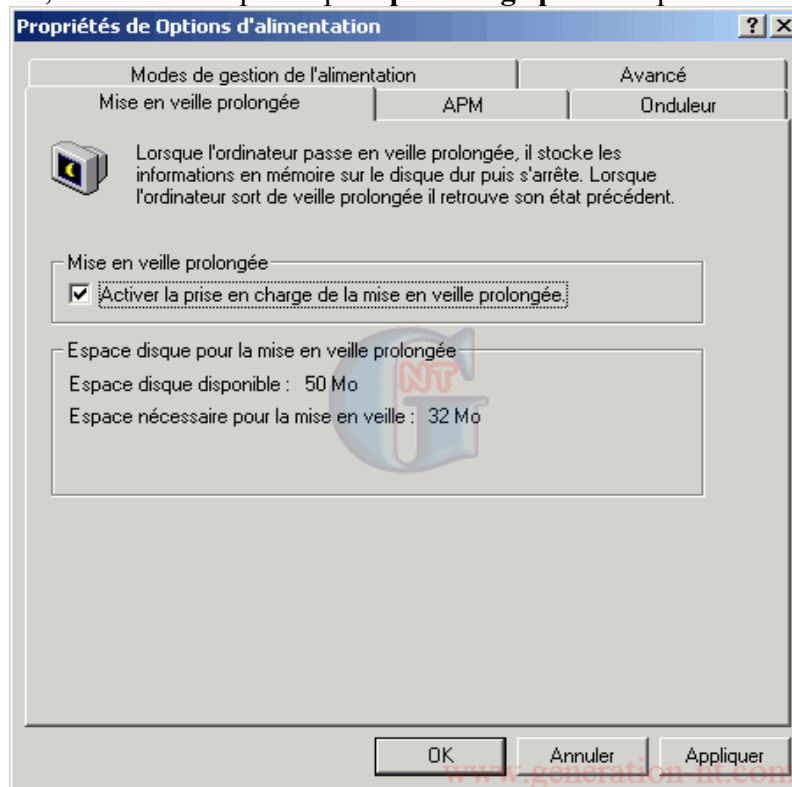 Propriétés de Options d'alimentation
Modes de gestion de l'alimentation
Avancé
Mise en veille prolongée
APM
Onduleur
Lorsque l'ordinateur passe en veille prolongée, il stocke les
informations en mémoire sur le disque dur puis s'arrête. Lorsque
l'ordinateur sort de veille prolongée il retrouve son état précédent.
Mise en veille prolongée
Activer la prise en charge de la mise en veille prolongée.
Espace disque pour la mise en veille prolongée
Espace disque disponible : 50 Mo
Espace nécessaire pour la mise en veille : 32 Mo
GNT
OK
Annuler
Appliquer
www.generation-nt.com